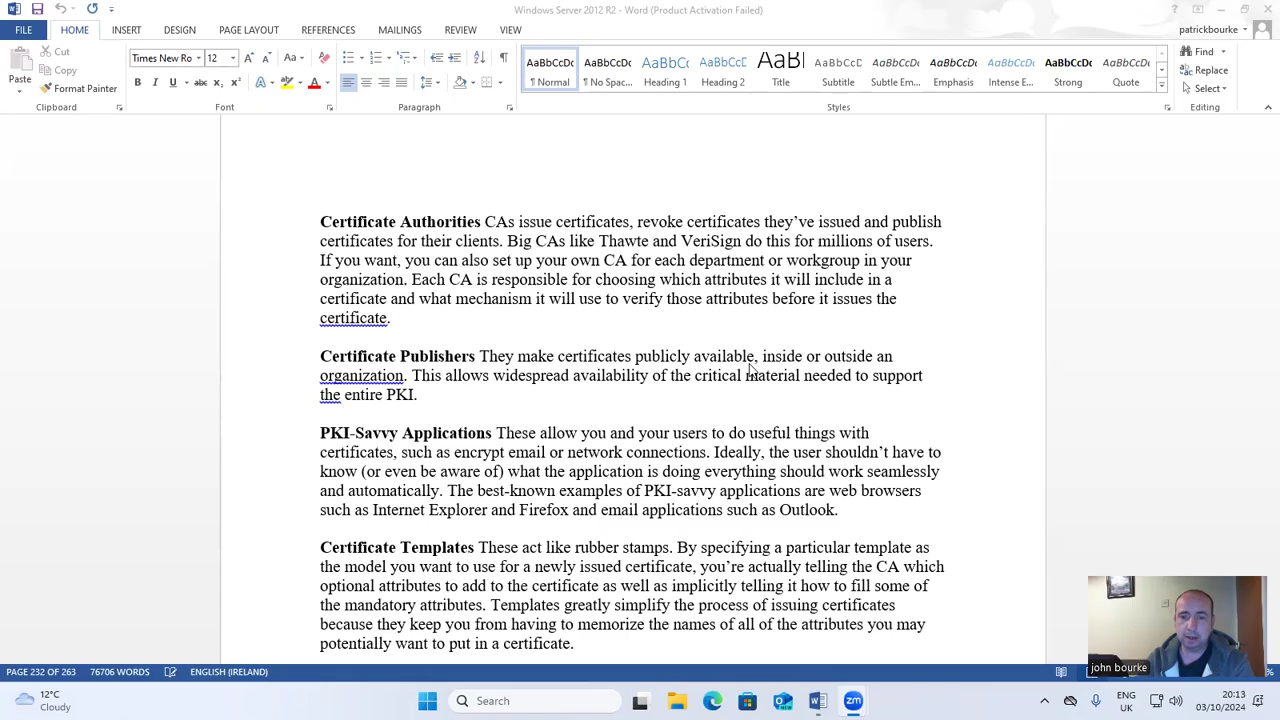 Windows Server 2012 R2 - Word (Product Activation Failed)
FILE HOME INSERT DESIGN PAGE LAYOUT REFERENCES MAILINGS REVIEW VIEW patrickbourke
Paste Cut Copy Format Painter
Clipboard
Times New Ro 12
Font
Paragraph
AaBbCcDc AaBbCcDc AaBbC AaBbCcC AaB AaBbCcD AaBbCcDi AaBbCcDi AaBbCcDi AaBbCcDc AaBbCcDi
¶ Normal ¶ No Spac... Heading 1 Heading 2 Title Subtitle Subtle Em... Emphasis Intense E... Strong Quote
Styles
Find
Replace
Select
Editing
Certificate Authorities CAs issue certificates, revoke certificates they’ve issued and publish
certificates for their clients. Big CAs like Thawte and VeriSign do this for millions of users.
If you want, you can also set up your own CA for each department or workgroup in your
organization. Each CA is responsible for choosing which attributes it will include in a
certificate and what mechanism it will use to verify those attributes before it issues the
certificate.
Certificate Publishers They make certificates publicly available, inside or outside an
organization. This allows widespread availability of the critical material needed to support
the entire PKI.
PKI-Savvy Applications These allow you and your users to do useful things with
certificates, such as encrypt email or network connections. Ideally, the user shouldn’t have to
know (or even be aware of) what the application is doing everything should work seamlessly
and automatically. The best-known examples of PKI-savvy applications are web browsers
such as Internet Explorer and Firefox and email applications such as Outlook.
Certificate Templates These act like rubber stamps. By specifying a particular template as
the model you want to use for a newly issued certificate, you’re actually telling the CA which
optional attributes to add to the certificate as well as implicitly telling it how to fill some of
the mandatory attributes. Templates greatly simplify the process of issuing certificates
because they keep you from having to memorize the names of all of the attributes you may
potentially want to put in a certificate.
john bourke
PAGE 232 OF 263 76706 WORDS ENGLISH (IRELAND)
12°C
Cloudy
Search
ENG
UK
20:13
03/10/2024